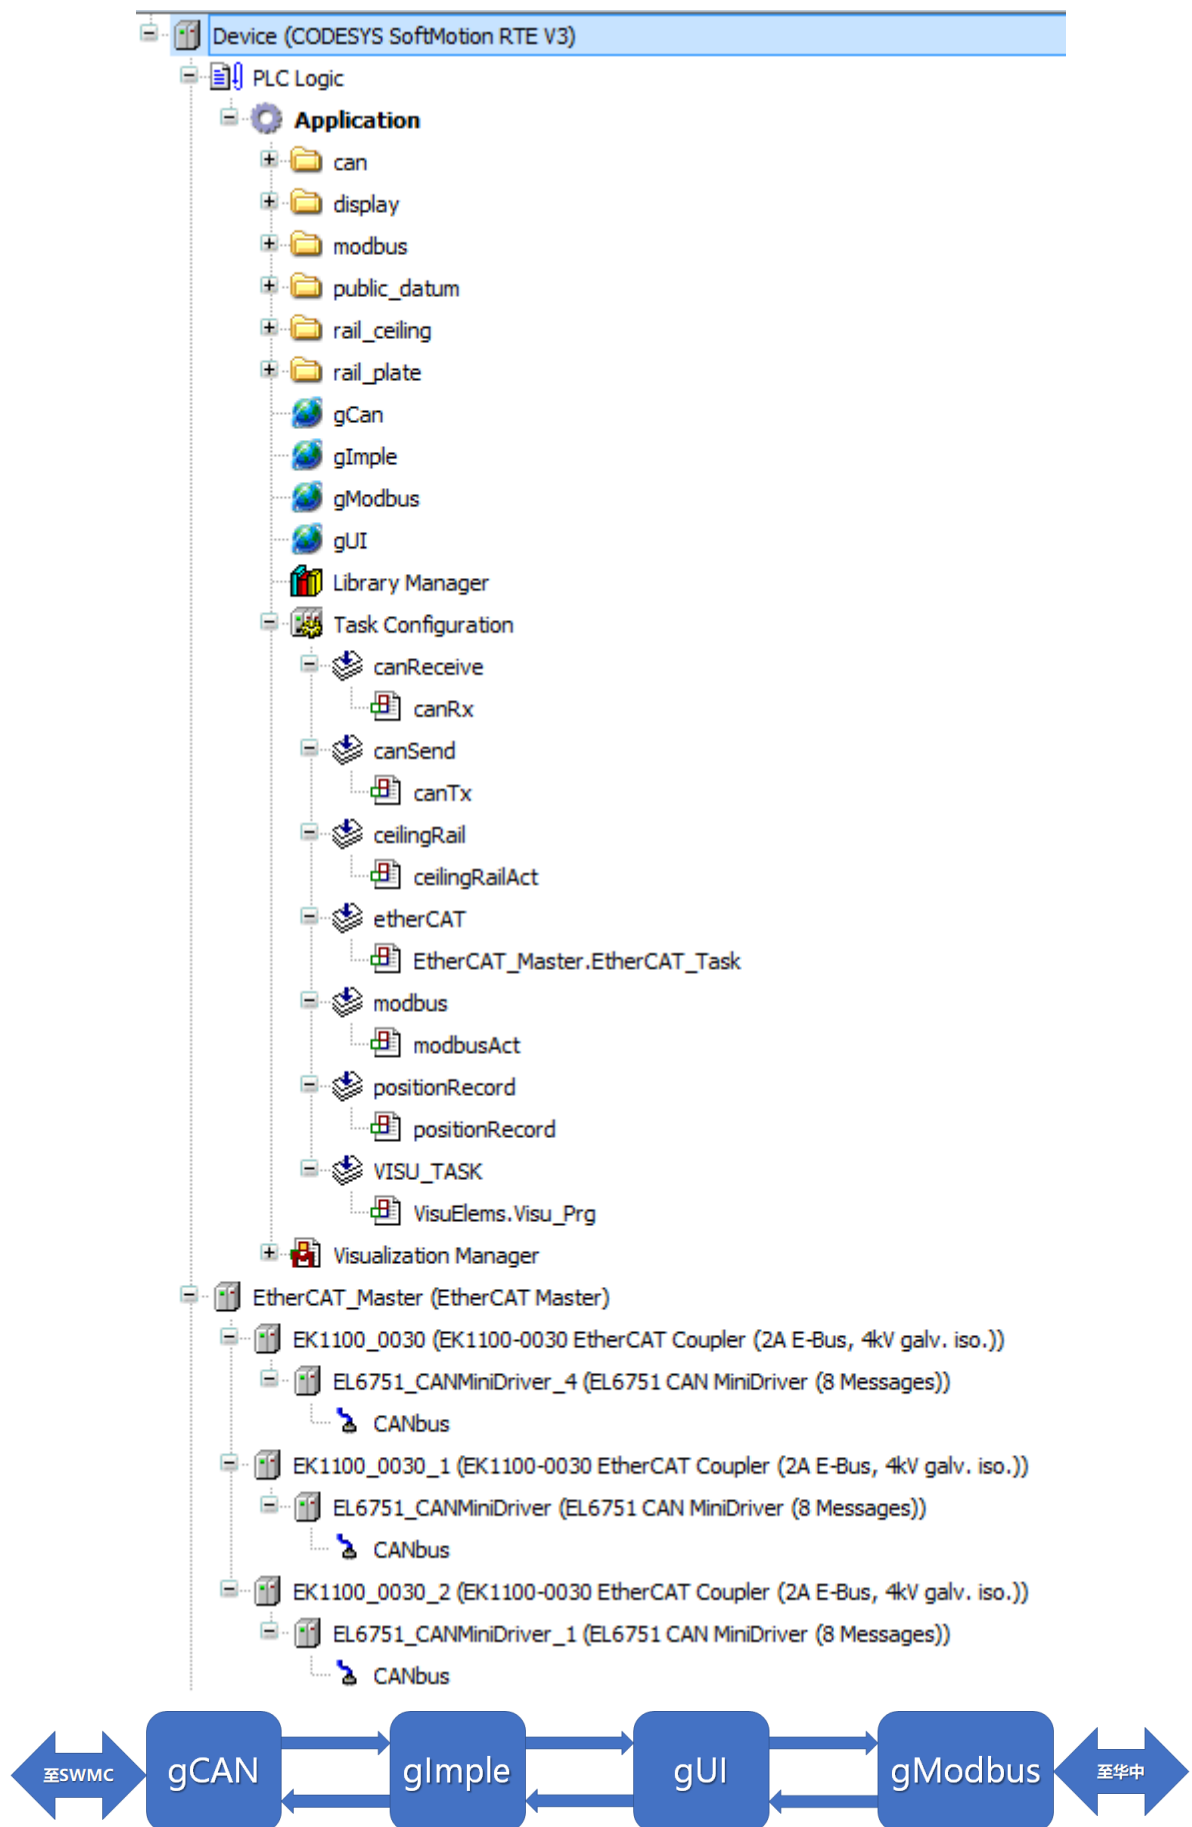 Device (CODESYS SoftMotion RTE V3)
PLC Logic
Application
can
display
modbus
public_datum
rail_ceiling
rail_plate
gCan
gImple
gModbus
gUI
Library Manager
Task Configuration
canReceive
canRx
canSend
canTx
ceilingRail
ceilingRailAct
etherCAT
EtherCAT_Master.EtherCAT_Task
modbus
modbusAct
positionRecord
positionRecord
VISU_TASK
VisuElems.Visu_Prg
Visualization Manager
EtherCAT_Master (EtherCAT Master)
EK1100_0030 (EK1100-0030 EtherCAT Coupler (2A E-Bus, 4kV galv. iso.))
EL6751_CANMiniDriver_4 (EL6751 CAN MiniDriver (8 Messages))
CANbus
EK1100_0030_1 (EK1100-0030 EtherCAT Coupler (2A E-Bus, 4kV galv. iso.))
EL6751_CANMiniDriver (EL6751 CAN MiniDriver (8 Messages))
CANbus
EK1100_0030_2 (EK1100-0030 EtherCAT Coupler (2A E-Bus, 4kV galv. iso.))
EL6751_CANMiniDriver_1 (EL6751 CAN MiniDriver (8 Messages))
CANbus
至SWMC gCAN gImple gUI gModbus 至华中